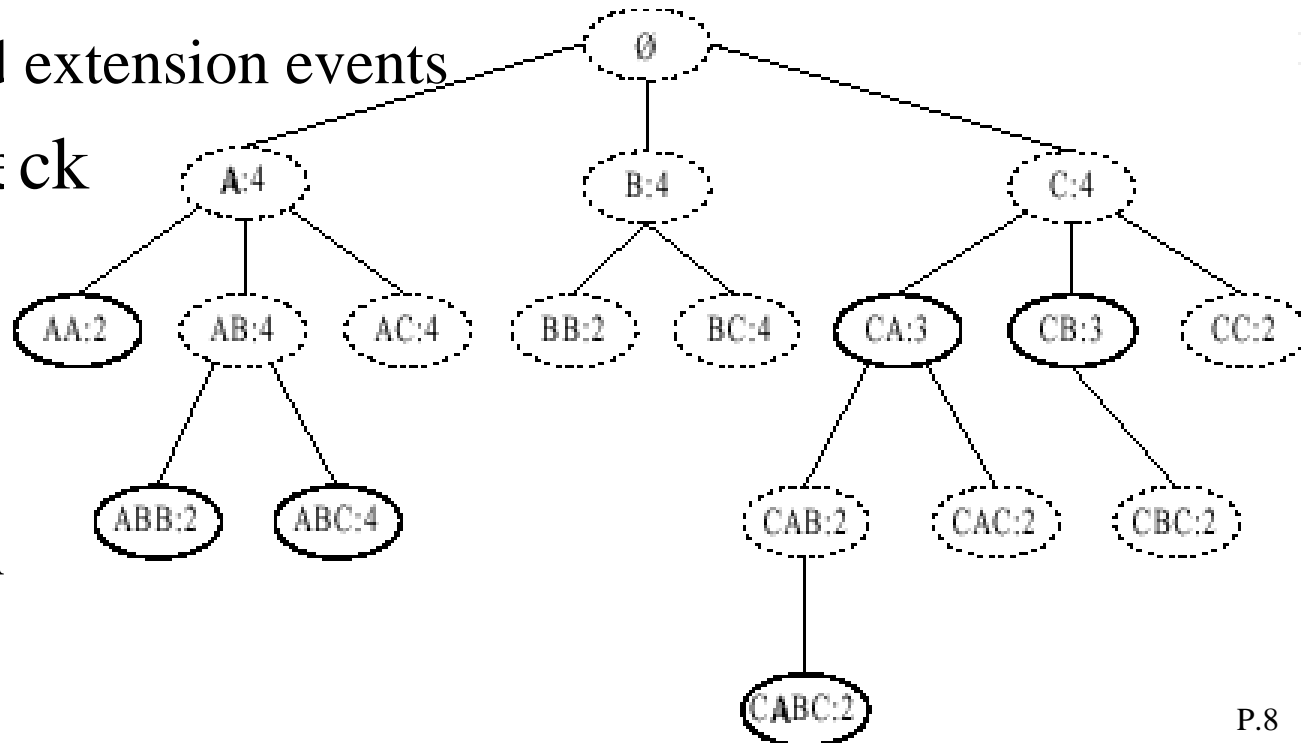 extension events
ck
Ø
A:4 B:4 C:4
AA:2 AB:4 AC:4 BB:2 BC:4 CA:3 CB:3 CC:2
ABB:2 ABC:4 CAB:2 CAC:2 CBC:2
CABC:2
P.8